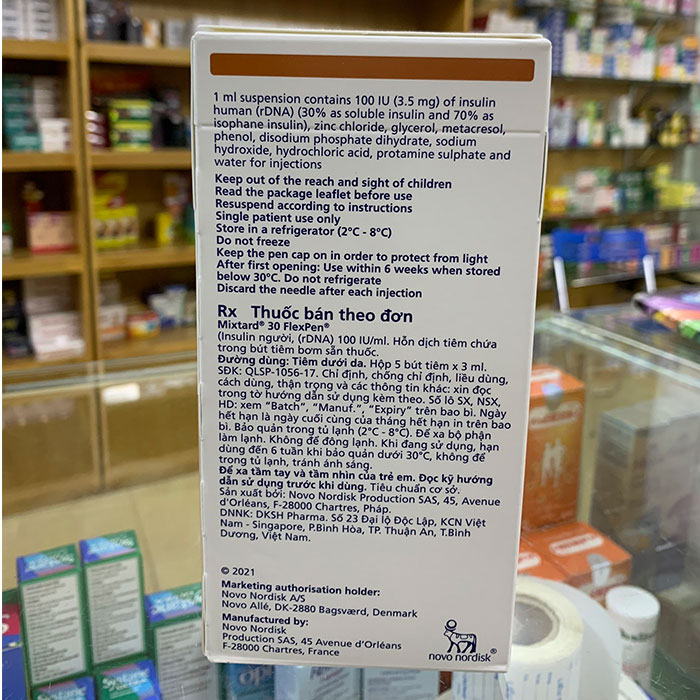 1 ml suspension contains 100 IU (3.5 mg) of insulin
human (rDNA) (30% as soluble insulin and 70% as
isophane insulin), zinc chloride, glycerol, metacresol,
phenol, disodium phosphate dihydrate, sodium
hydroxide, hydrochloric acid, protamine sulphate and
water for injections
Keep out of the reach and sight of children
Read the package leaflet before use
Resuspend according to instructions
Single patient use only
Store in a refrigerator (2°C - 8°C)
Do not freeze
Keep the pen cap on in order to protect from light
After first opening: Use within 6 weeks when stored
below 30°C. Do not refrigerate
Discard the needle after each injection
Rx Thuốc bán theo đơn
Mixtard® 30 FlexPen®
(Insulin người, (rDNA) 100 IU/ml. Hỗn dịch tiêm chứa
trong bút tiêm bơm sẵn thuốc.
Đường dùng: Tiêm dưới da. Hộp 5 bút tiêm x 3 ml.
SĐK: QLSP-1056-17. Chỉ định, chống chỉ định, liều dùng,
cách dùng, thận trọng và các thông tin khác: xin đọc
trong tờ hướng dẫn sử dụng kèm theo. Số lô SX, NSX,
HD: xem "Batch", "Manuf.", "Expiry" trên bao bì. Ngày
hết hạn là ngày cuối cùng của tháng hết hạn in trên bao
bì. Bảo quản trong tủ lạnh (2°C - 8°C). Để xa bộ phận
làm lạnh. Không để đông lạnh. Khi đang sử dụng, hạn
dùng đến 6 tuần khi bảo quản dưới 30°C, không để
trong tủ lạnh, tránh ánh sáng.
Để xa tầm tay và tầm nhìn của trẻ em. Đọc kỹ hướng
dẫn sử dụng trước khi dùng. Tiêu chuẩn cơ sở.
Sản xuất bởi: Novo Nordisk Production SAS, 45, Avenue
d'Orléans, F-28000 Chartres, Pháp.
DNNK: DKSH Pharma. Số 23 Đại lộ Độc Lập, KCN Việt
Nam - Singapore, P.Bình Hòa, TP. Thuận An, T.Bình
Dương, Việt Nam.
© 2021
Marketing authorisation holder:
Novo Nordisk A/S
Novo Allé, DK-2880 Bagsværd, Denmark
Manufacturer:
Novo Nordisk
Production SAS, 45 Avenue d'Orléans
F-28000 Chartres, France
novo nordisk®
Systane